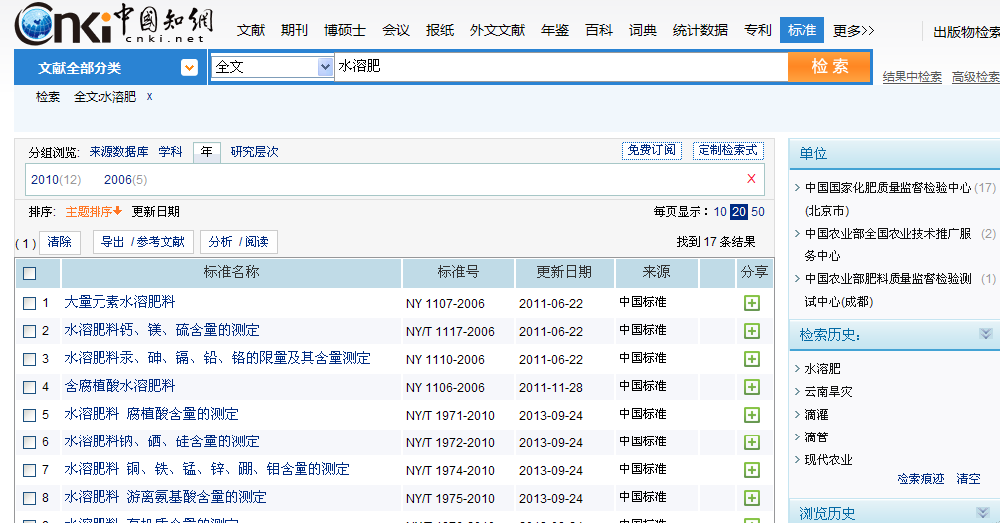 cnki 中国知网
cnki.net
文献 期刊 博硕士 会议 报纸 外文文献 年鉴 百科 词典 统计数据 专利 标准 更多>> 出版物检索
文献全部分类 全文 水溶肥 检索 结果中检索 高级检索
检索 全文:水溶肥 x
分组浏览: 来源数据库 学科 年 研究层次 免费订阅 定制检索式
2010(12) 2006(5) X
排序: 主题排序 更新日期 每页显示: 10 20 50
(1) 清除 导出 /参考文献 分析 /阅读 找到 17 条结果
标准名称 标准号 更新日期 来源 分享
1 大量元素水溶肥料 NY 1107-2006 2011-06-22 中国标准
2 水溶肥料钙、镁、硫含量的测定 NY/T 1117-2006 2011-06-22 中国标准
3 水溶肥料汞、砷、镉、铅、铬的限量及其含量测定 NY 1110-2006 2011-06-22 中国标准
4 含腐植酸水溶肥料 NY 1106-2006 2011-11-28 中国标准
5 水溶肥料 腐植酸含量的测定 NY/T 1971-2010 2013-09-24 中国标准
6 水溶肥料钠、硒、硅含量的测定 NY/T 1972-2010 2013-09-24 中国标准
7 水溶肥料 铜、铁、锰、锌、硼、钼含量的测定 NY/T 1974-2010 2013-09-24 中国标准
8 水溶肥料 游离氨基酸含量的测定 NY/T 1975-2010 2013-09-24 中国标准
单位
中国国家化肥质量监督检验中心(17)
(北京市)
中国农业部全国农业技术推广服 (2)
务中心
中国农业部肥料质量监督检验测 (1)
试中心(成都)
检索历史:
水溶肥
云南旱灾
滴灌
滴管
现代农业
检索痕迹 清空
浏览历史